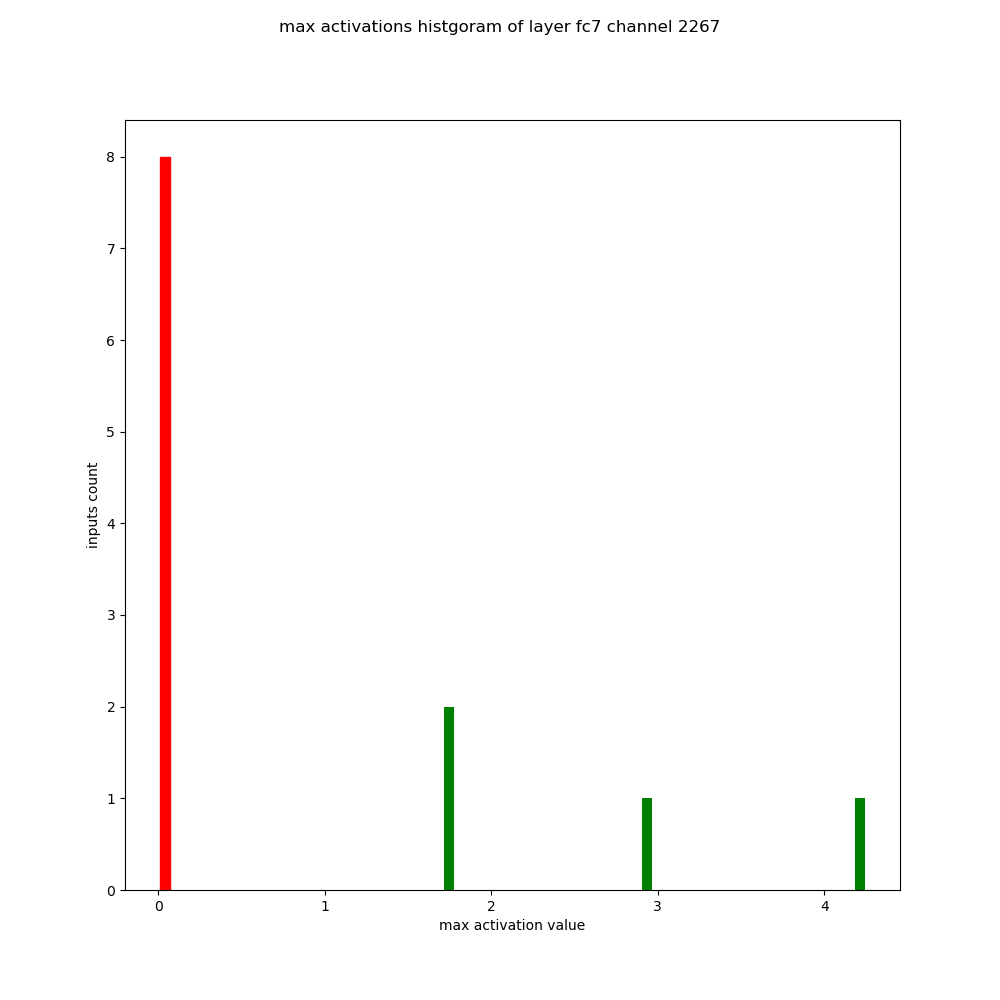 max activations histgoram of layer fc7 channel 2267
8
7
6
5
4
3
2
1
0
inputs count
0 1 2 3 4
max activation value